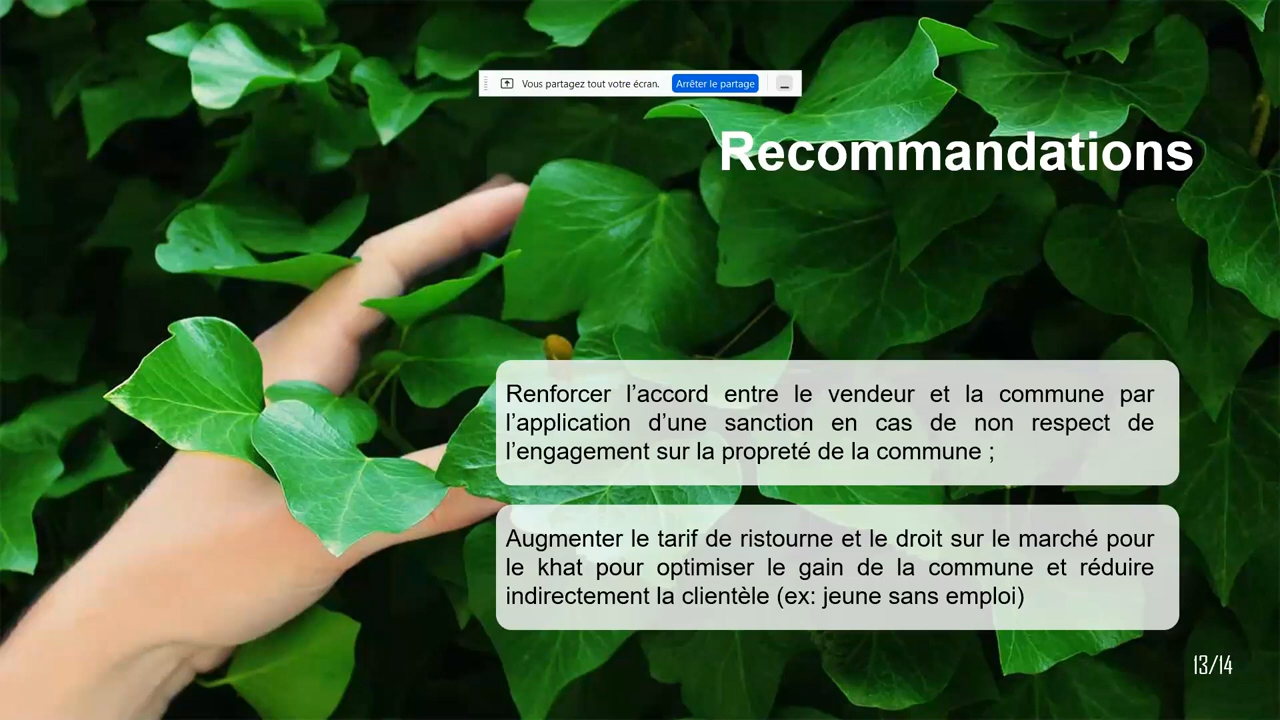 Vous partagez tout votre écran. Arrêter le partage
Recommandations
Renforcer l’accord entre le vendeur et la commune par
l’application d’une sanction en cas de non respect de
l’engagement sur la propreté de la commune ;
Augmenter le tarif de ristourne et le droit sur le marché pour
le khat pour optimiser le gain de la commune et réduire
indirectement la clientèle (ex: jeune sans emploi)
13/14